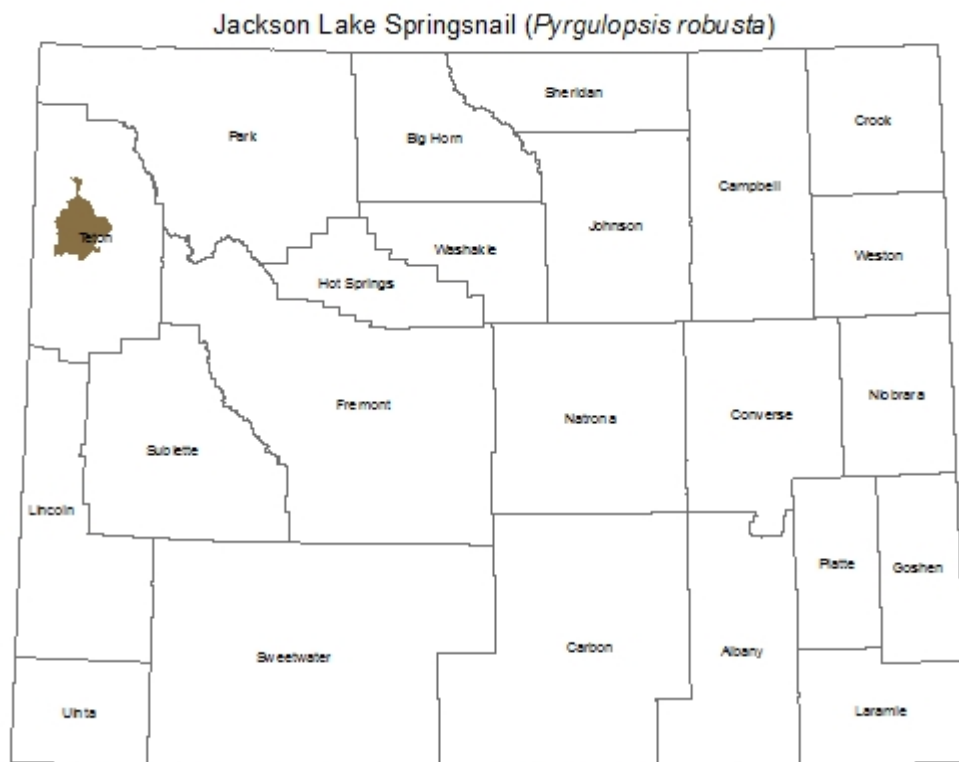 Jackson Lake Springsnail (Pyrgulopsis robusta)
Sheridan
Crook
Park
Big Horn
Campbell
Johnson
Teton
Washakie
Weston
Hot Springs
Niobrara
Fremont
Converse
Natrona
Sublette
Lincoln
Platte
Goshen
Carbon
Albany
Sweetwater
Uinta
Laramie